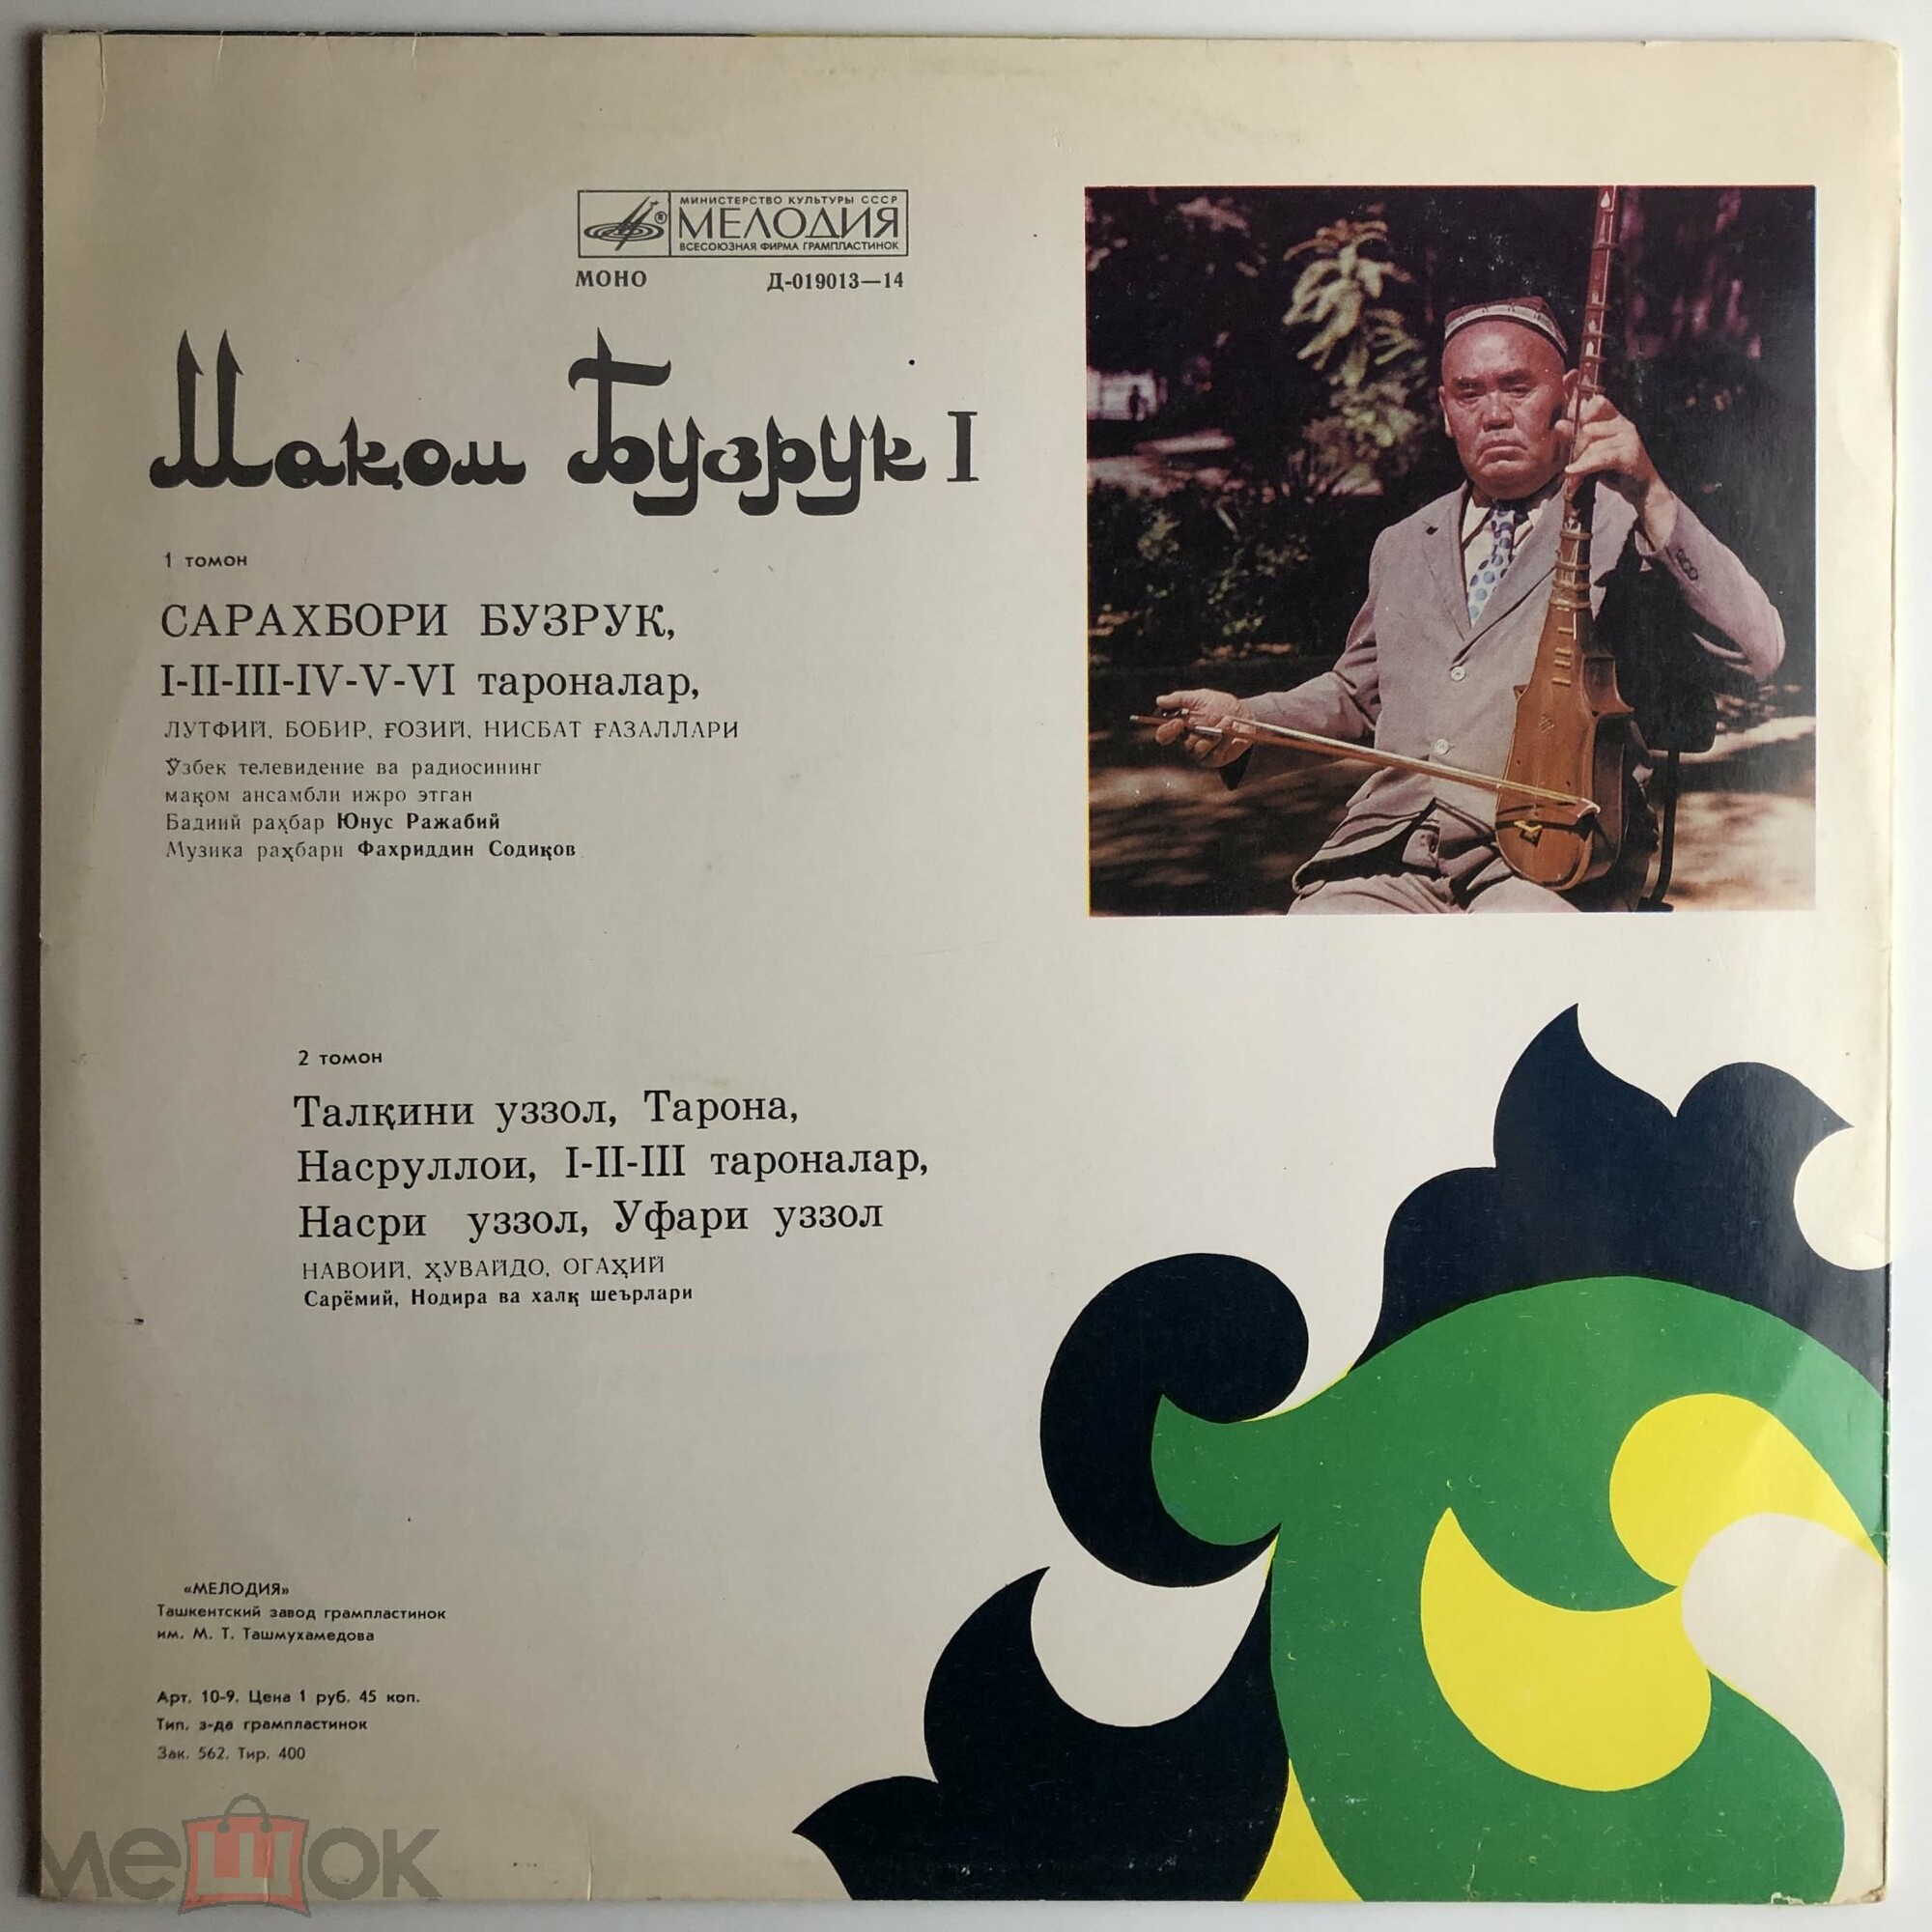 МИНИСТЕРСТВО КУЛЬТУРЫ СССР
МЕЛОДИЯ
ВСЕСОЮЗНАЯ ФИРМА ГРАМПЛАСТИНОК
МОНО Д-019013—14
Мақом Бузрук I
1 томон
САРАХБОРИ БУЗРУК,
I-II-III-IV-V-VI тароналар,
ЛУТФИЙ, БОБИР, ҒОЗИЙ, НИСБАТ ҒАЗАЛЛАРИ
Ўзбек телевидение ва радиосининг
мақом ансамбли ижро этган
Бадиий раҳбар Юнус Ражабий
Музика раҳбари Фахриддин Содиқов
2 томон
Талқини уззол, Тарона,
Насруллои, I-II-III тароналар,
Насри уззол, Уфари уззол
НАВОИЙ, ҲУВАЙДО, ОГАҲИЙ
Сарёмий, Нодира ва халқ шеърлари
«МЕЛОДИЯ»
Ташкентский завод грампластинок
им. М. Т. Ташмухамедова
Арт. 10-9. Цена 1 руб. 45 коп.
Тип. з-да грампластинок
Зак. 562. Тир. 400
мешок